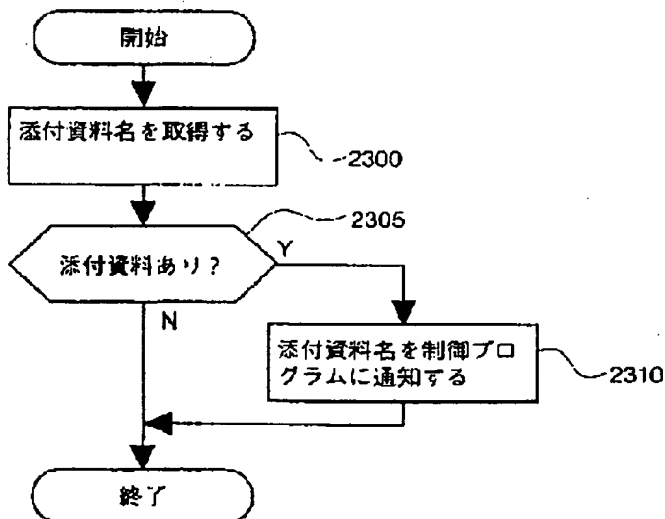 開始
添付資料名を取得する
2300
2305
添付資料あり?
Y
N
添付資料名を制御プロ
グラムに通知する
2310
終了